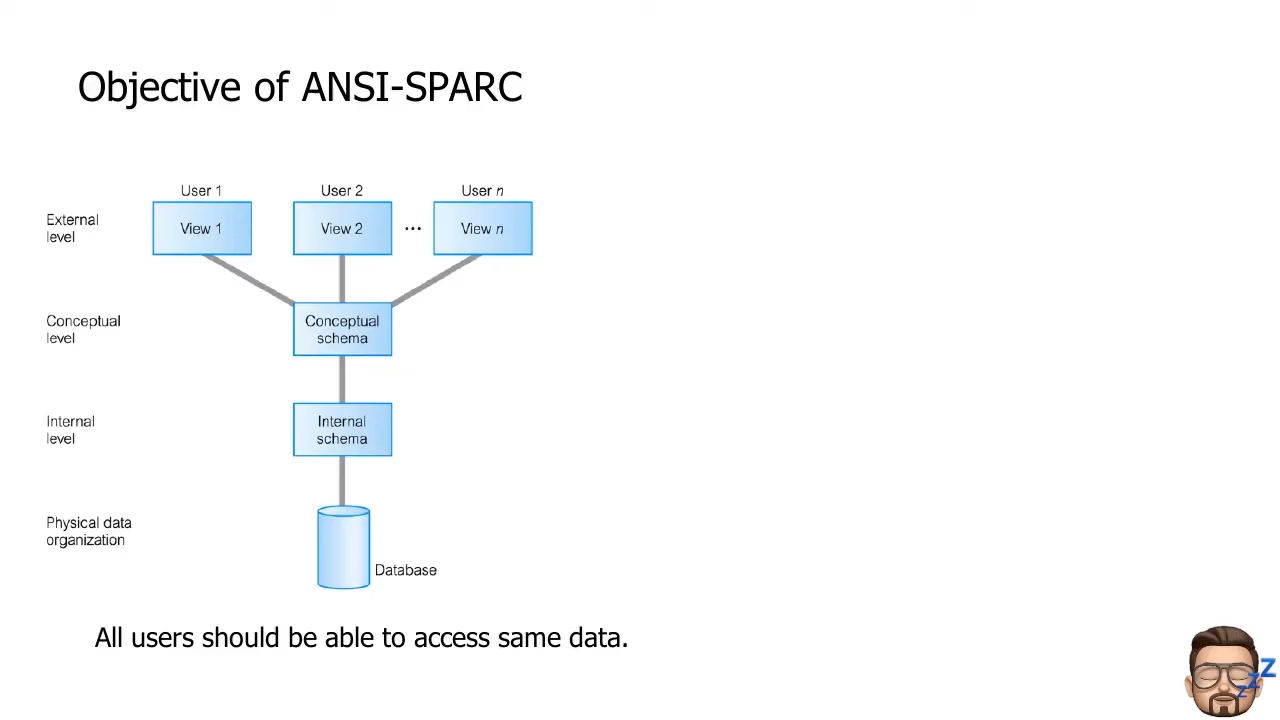 Objective of ANSI-SPARC
User 1
User 2
User n
External
level
View 1
View 2
...
View n
Conceptual
level
Conceptual
schema
Internal
level
Internal
schema
Physical data
organization
Database
All users should be able to access same data.
z Z Z